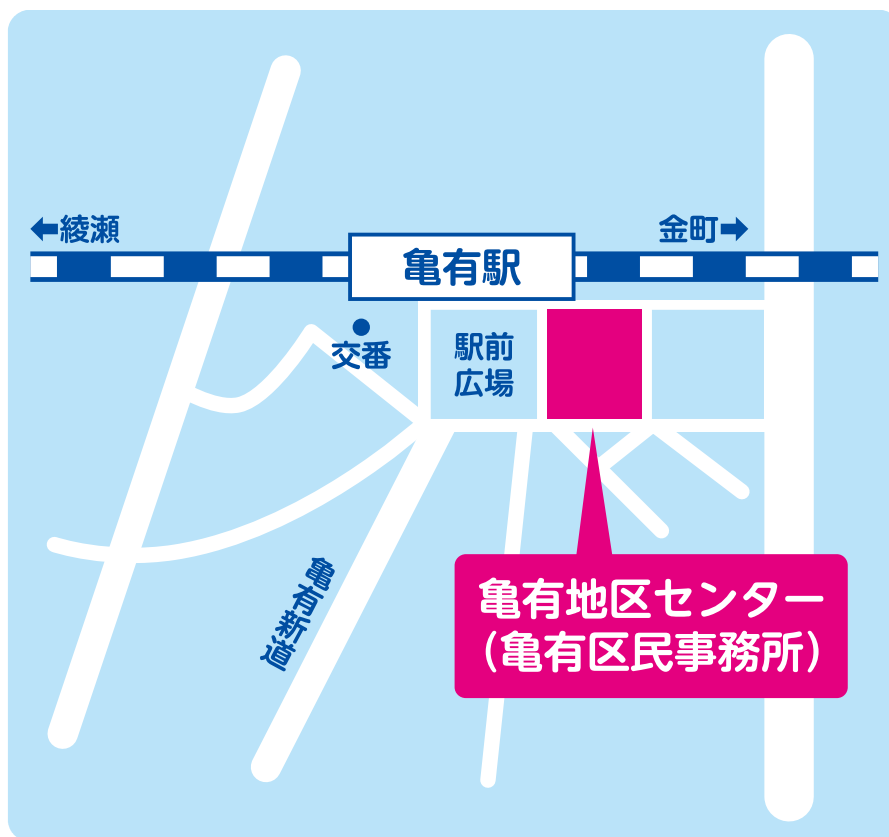 ←綾瀬
金町→
亀有駅
交番
駅前
広場
亀有新道
亀有地区センター
（亀有区民事務所）